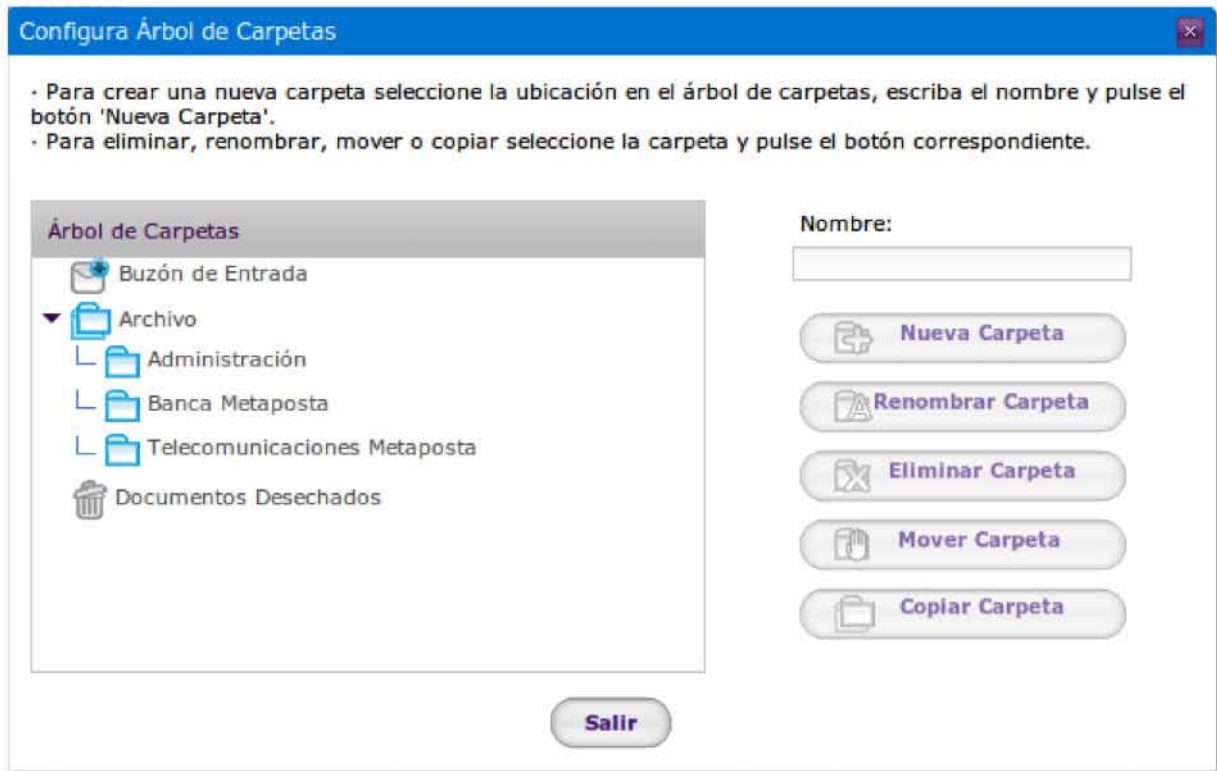 Configura Árbol de Carpetas
· Para crear una nueva carpeta seleccione la ubicación en el árbol de carpetas, escriba el nombre y pulse el
botón 'Nueva Carpeta'.
· Para eliminar, renombrar, mover o copiar seleccione la carpeta y pulse el botón correspondiente.
Árbol de Carpetas
Buzón de Entrada
Archivo
Administración
Banca Metaposta
Telecomunicaciones Metaposta
Documentos Desechados
Nombre:
Nueva Carpeta
Renombrar Carpeta
Eliminar Carpeta
Mover Carpeta
Copiar Carpeta
Salir